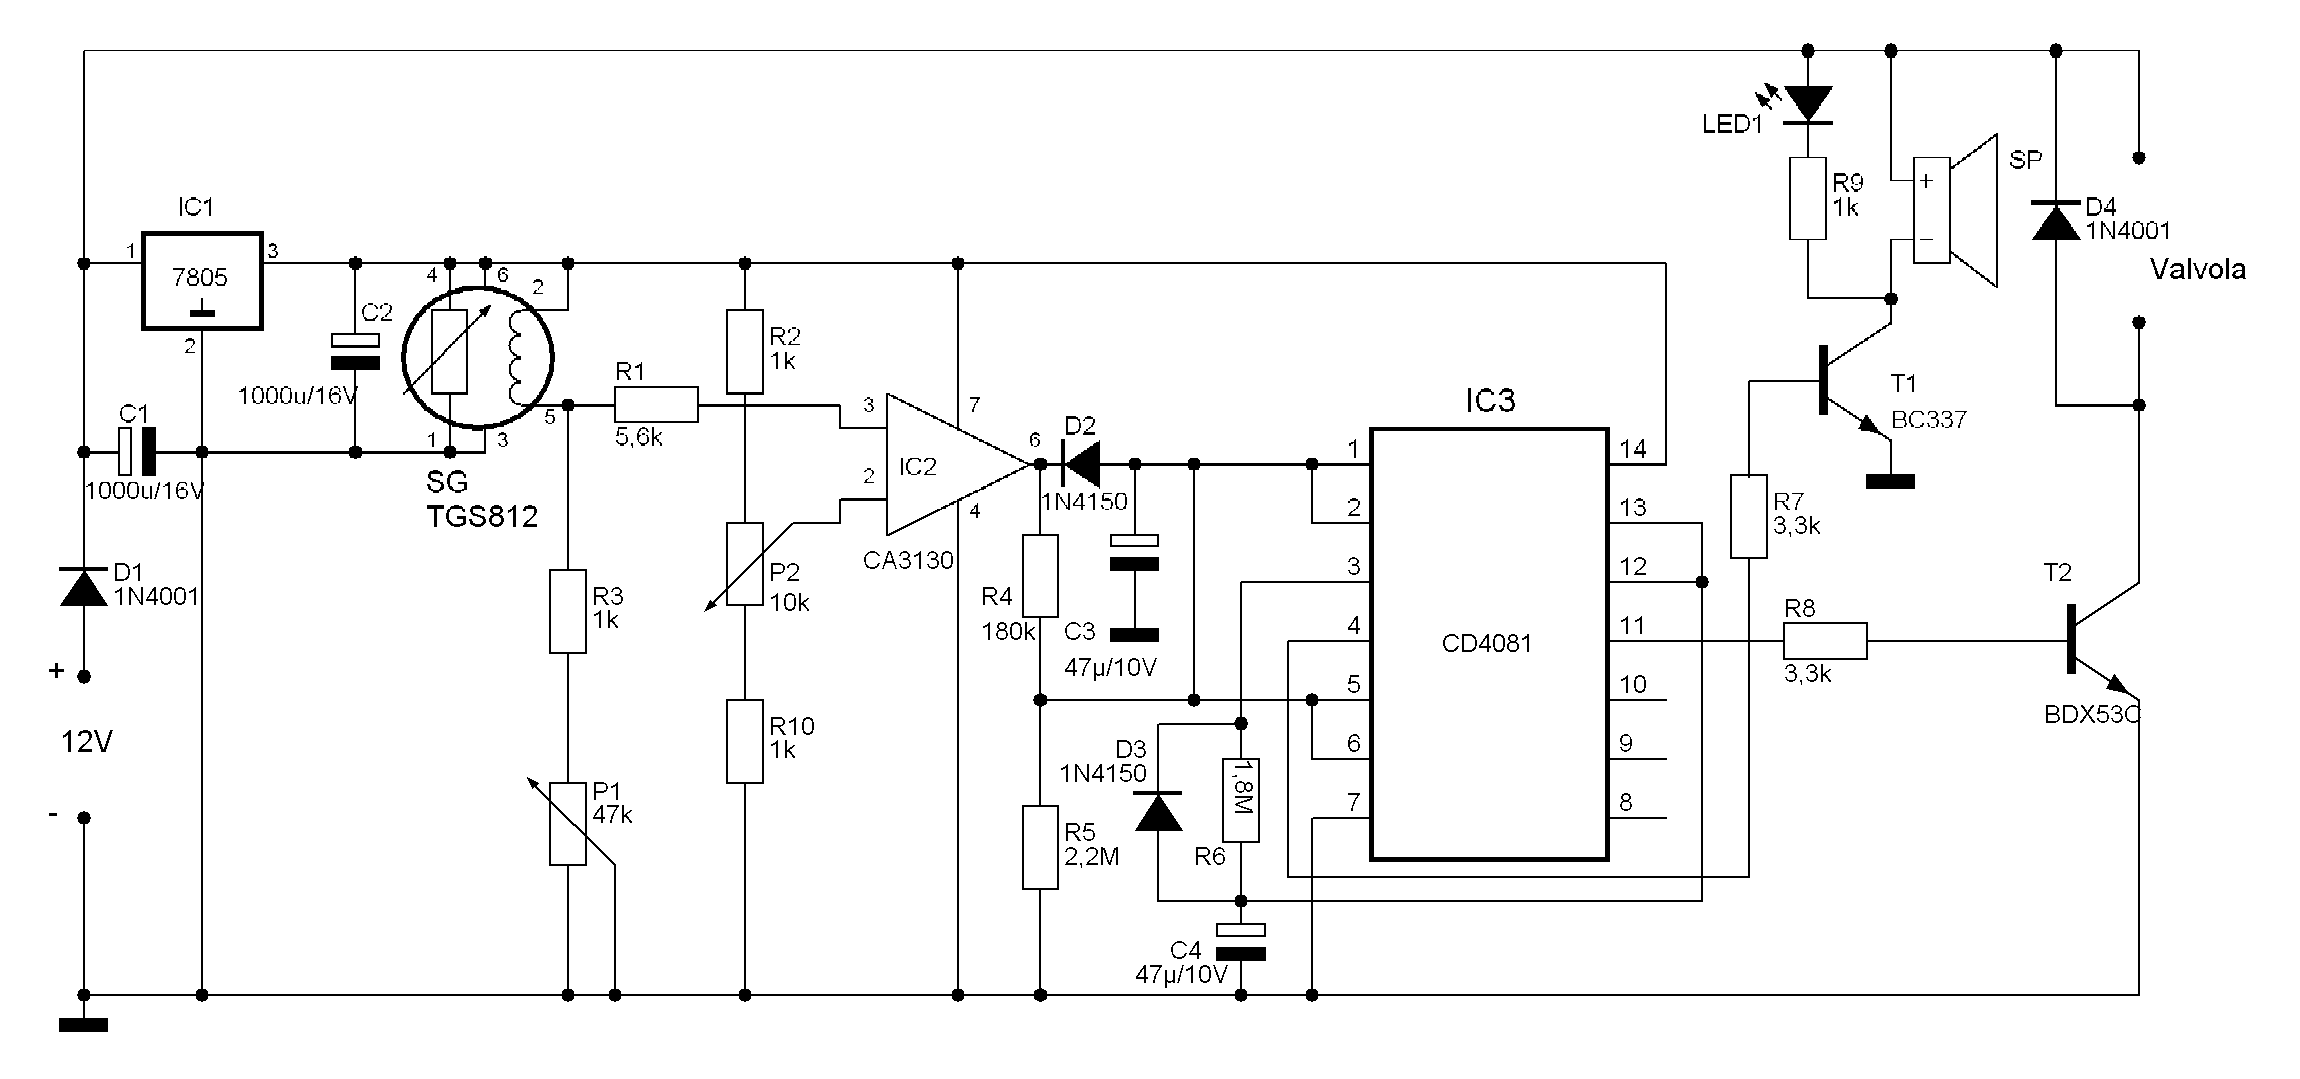 LED1
R9
1k
+
-
SP
D4
1N4001
Valvola
IC1
1
7805
3
2
C2
1000u/16V
C1
1000u/16V
4
6
2
5
1
3
SG
TGS812
R1
5,6k
R2
1k
3
2
IC2
7
6
4
CA3130
D2
1N4150
IC3
1
2
3
4
5
6
7
CD4081
14
13
12
11
10
9
8
T1
BC337
R7
3,3k
R8
3,3k
T2
BDX53C
D1
1N4001
+
12V
-
R3
1k
P2
10k
R4
180k
C3
47µ/10V
R10
1k
P1
47k
R5
2,2M
D3
1N4150
1,8M
R6
C4
47µ/10V